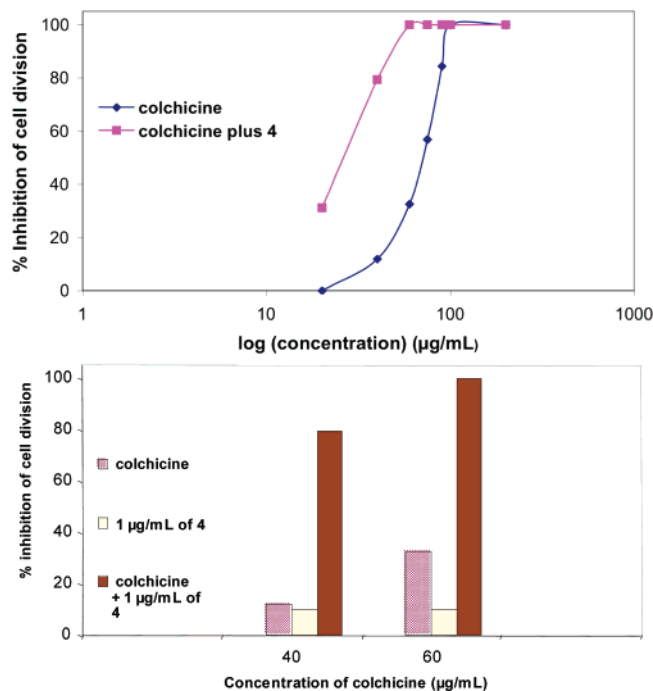 100
80
60
40
20
0
% Inhibition of cell division
colchicine
colchicine plus 4
1 10 100 1000
log (concentration) (µg/mL)
100
80
60
40
20
0
% inhibition of cell division
colchicine
1 µg/mL of 4
colchicine
+ 1 µg/mL of
4
40 60
Concentration of colchicine (µg/mL)